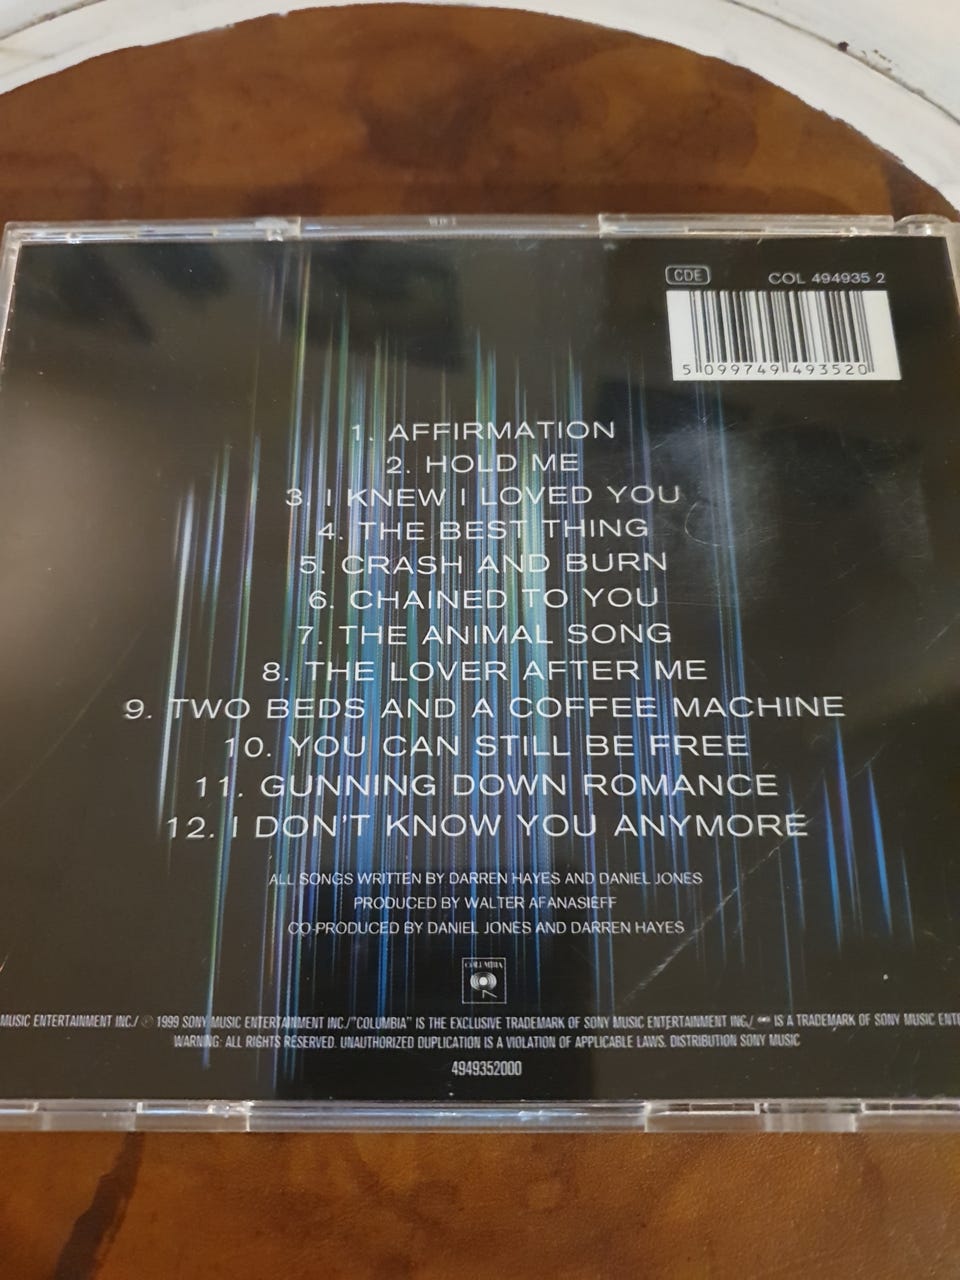 CDE COL 494935 2
5 099749 493520
1. AFFIRMATION
2. HOLD ME
3. I KNEW I LOVED YOU
4. THE BEST THING
5. CRASH AND BURN
6. CHAINED TO YOU
7. THE ANIMAL SONG
8. THE LOVER AFTER ME
9. TWO BEDS AND A COFFEE MACHINE
10. YOU CAN STILL BE FREE
11. GUNNING DOWN ROMANCE
12. I DON'T KNOW YOU ANYMORE
ALL SONGS WRITTEN BY DARREN HAYES AND DANIEL JONES
PRODUCED BY WALTER AFANASIEFF
CO-PRODUCED BY DANIEL JONES AND DARREN HAYES
COLUMBIA
MUSIC ENTERTAINMENT INC./ ℗ 1999 SONY MUSIC ENTERTAINMENT INC./"COLUMBIA" IS THE EXCLUSIVE TRADEMARK OF SONY MUSIC ENTERTAINMENT INC./ IS A TRADEMARK OF SONY MUSIC ENTE
WARNING: ALL RIGHTS RESERVED. UNAUTHORIZED DUPLICATION IS A VIOLATION OF APPLICABLE LAWS. DISTRIBUTION SONY MUSIC
4949352000